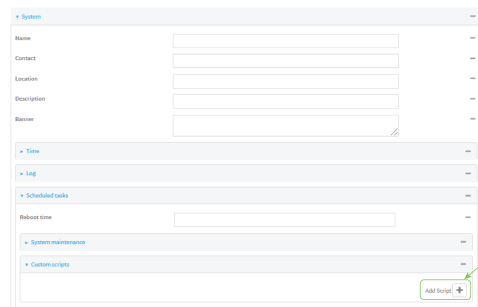 System
Name
Contact
Location
Description
Banner
Time
Log
Scheduled tasks
Reboot time
System maintenance
Custom scripts
Add Script